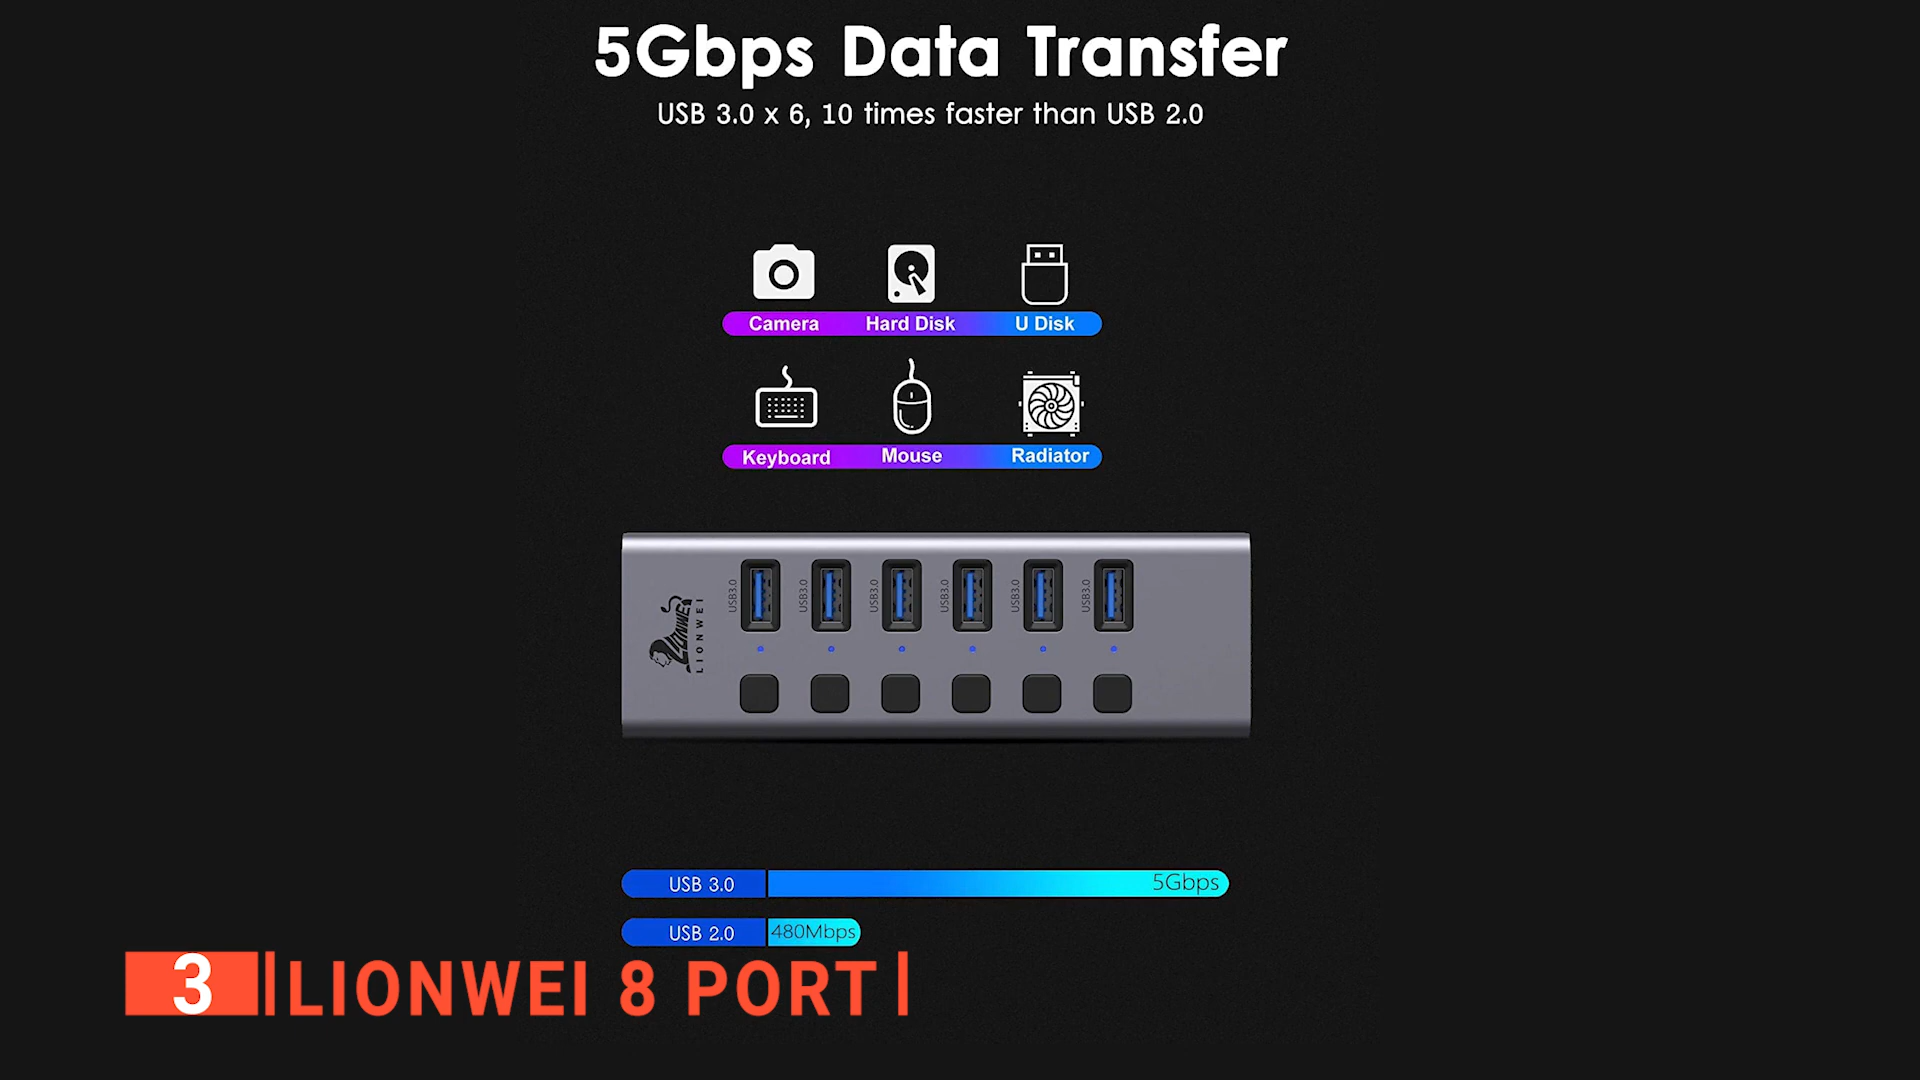 5Gbps Data Transfer
USB 3.0 x 6, 10 times faster than USB 2.0
Camera Hard Disk U Disk
Keyboard Mouse Radiator
USB3.0 USB3.0 USB3.0 USB3.0 USB3.0 USB3.0
LIONWEI
LIONWEI
USB 3.0 5Gbps
USB 2.0 480Mbps
3 LIONWEI 8 PORT